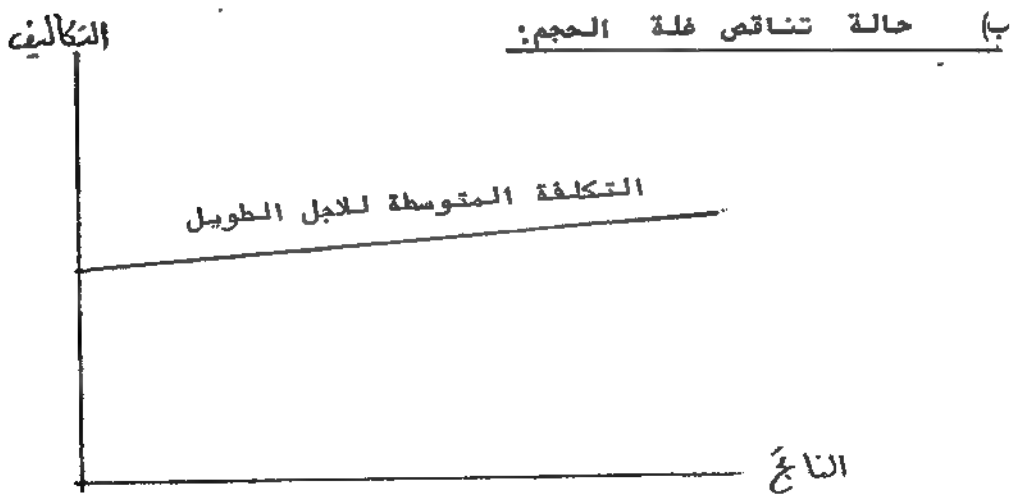 ب) حالة تناقص غلة الحجم:
التكاليف
التكلفة المتوسطة للاجل الطويل
الناتج